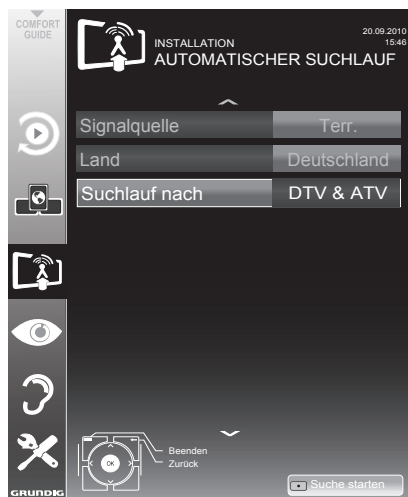 COMFORT
GUIDE
INSTALLATION
AUTOMATISCHER SUCHLAUF
20.09.2010
15:46
Signalquelle Terr.
Land Deutschland
Suchlauf nach DTV & ATV
OK
Beenden
Zurück
Suche starten
GRUNDIG